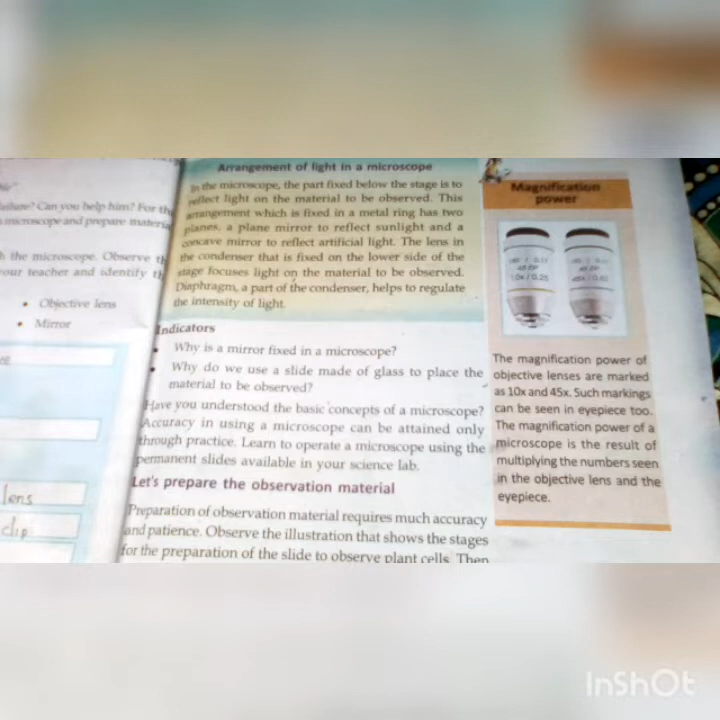 failure? Can you help him? For the
microscope and prepare materia
h the microscope. Observe th
your teacher and identify th
• Objective lens
• Mirror
lens
clip
Arrangement of light in a microscope
In the microscope, the part fixed below the stage is to
reflect light on the material to be observed. This
arrangement which is fixed in a metal ring has two
planes, a plane mirror to reflect sunlight and a
concave mirror to reflect artificial light. The lens in
the condenser that is fixed on the lower side of the
stage focuses light on the material to be observed.
Diaphragm, a part of the condenser, helps to regulate
the intensity of light.
Indicators
• Why is a mirror fixed in a microscope?
• Why do we use a slide made of glass to place the
material to be observed?
Have you understood the basic concepts of a microscope?
Accuracy in using a microscope can be attained only
through practice. Learn to operate a microscope using the
permanent slides available in your science lab.
Let's prepare the observation material
Preparation of observation material requires much accuracy
and patience. Observe the illustration that shows the stages
for the preparation of the slide to observe plant cells. Then
Magnification
power
The magnification power of
objective lenses are marked
as 10x and 45x. Such markings
can be seen in eyepiece too.
The magnification power of a
microscope is the result of
multiplying the numbers seen
in the objective lens and the
eyepiece.
InShOt